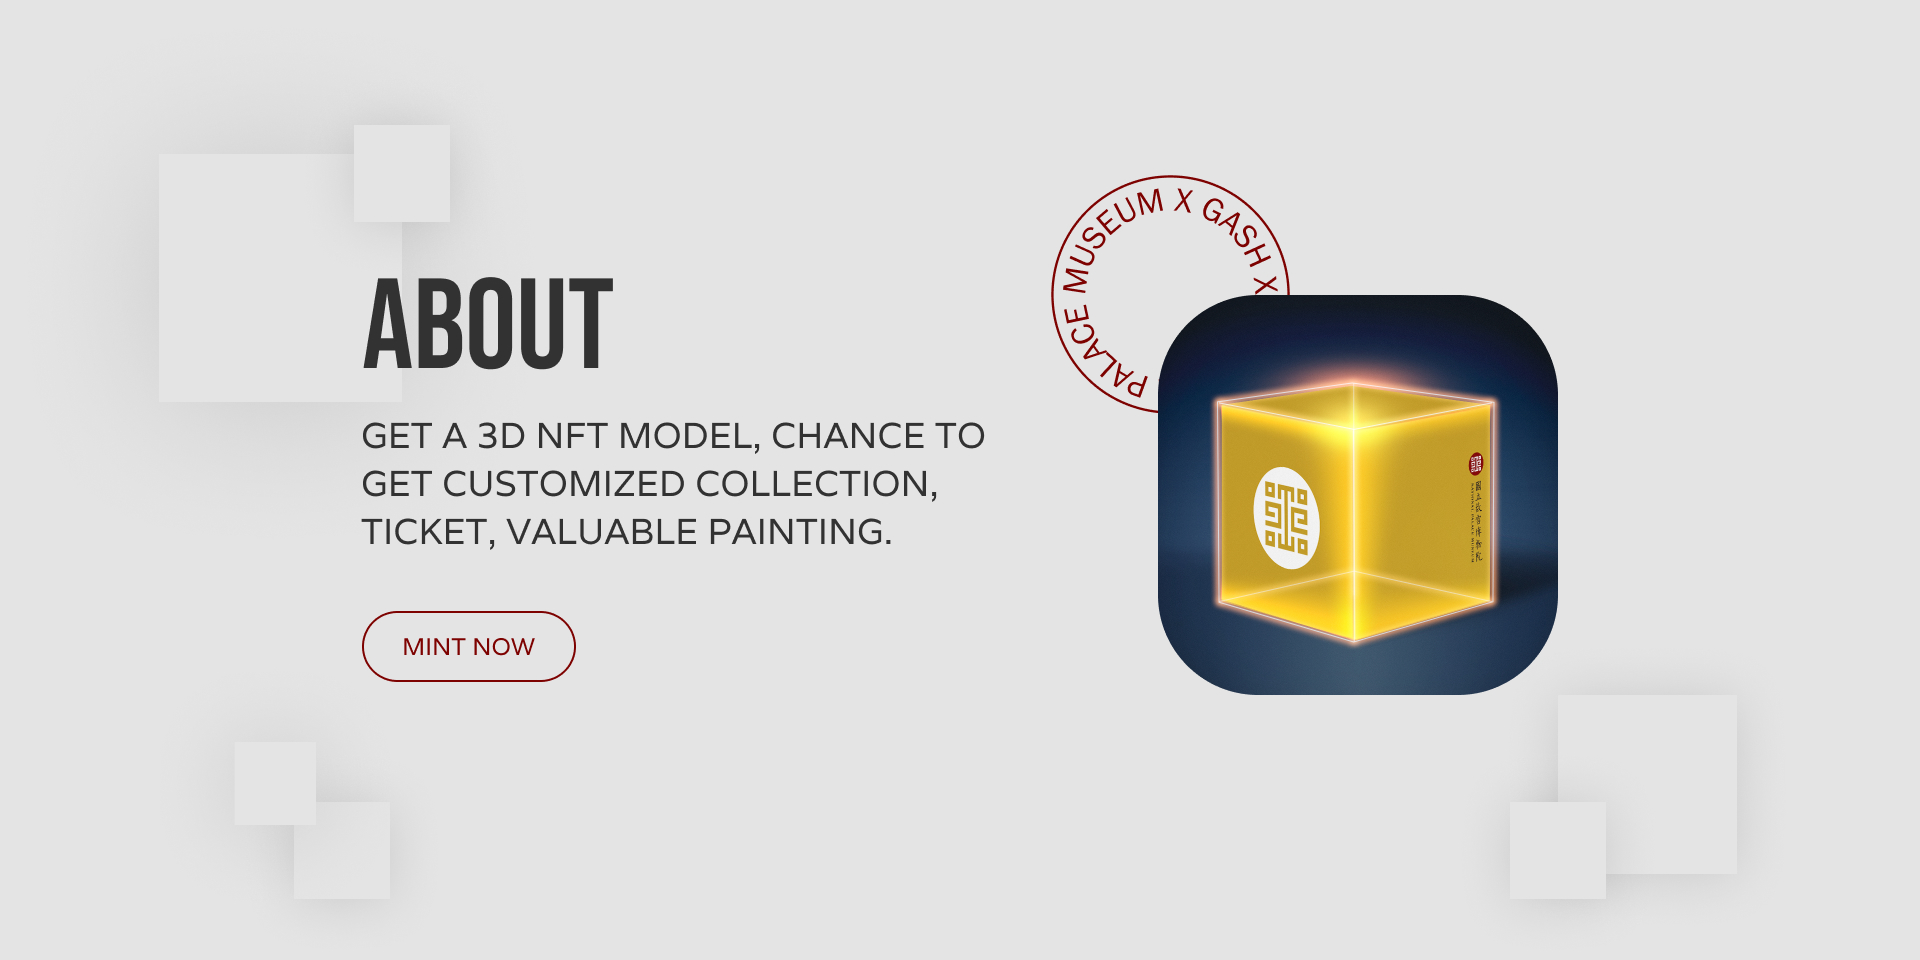 ABOUT
GET A 3D NFT MODEL, CHANCE TO
GET CUSTOMIZED COLLECTION,
TICKET, VALUABLE PAINTING.
MINT NOW
PALACE MUSEUM X GASH X
國立故宮博物院